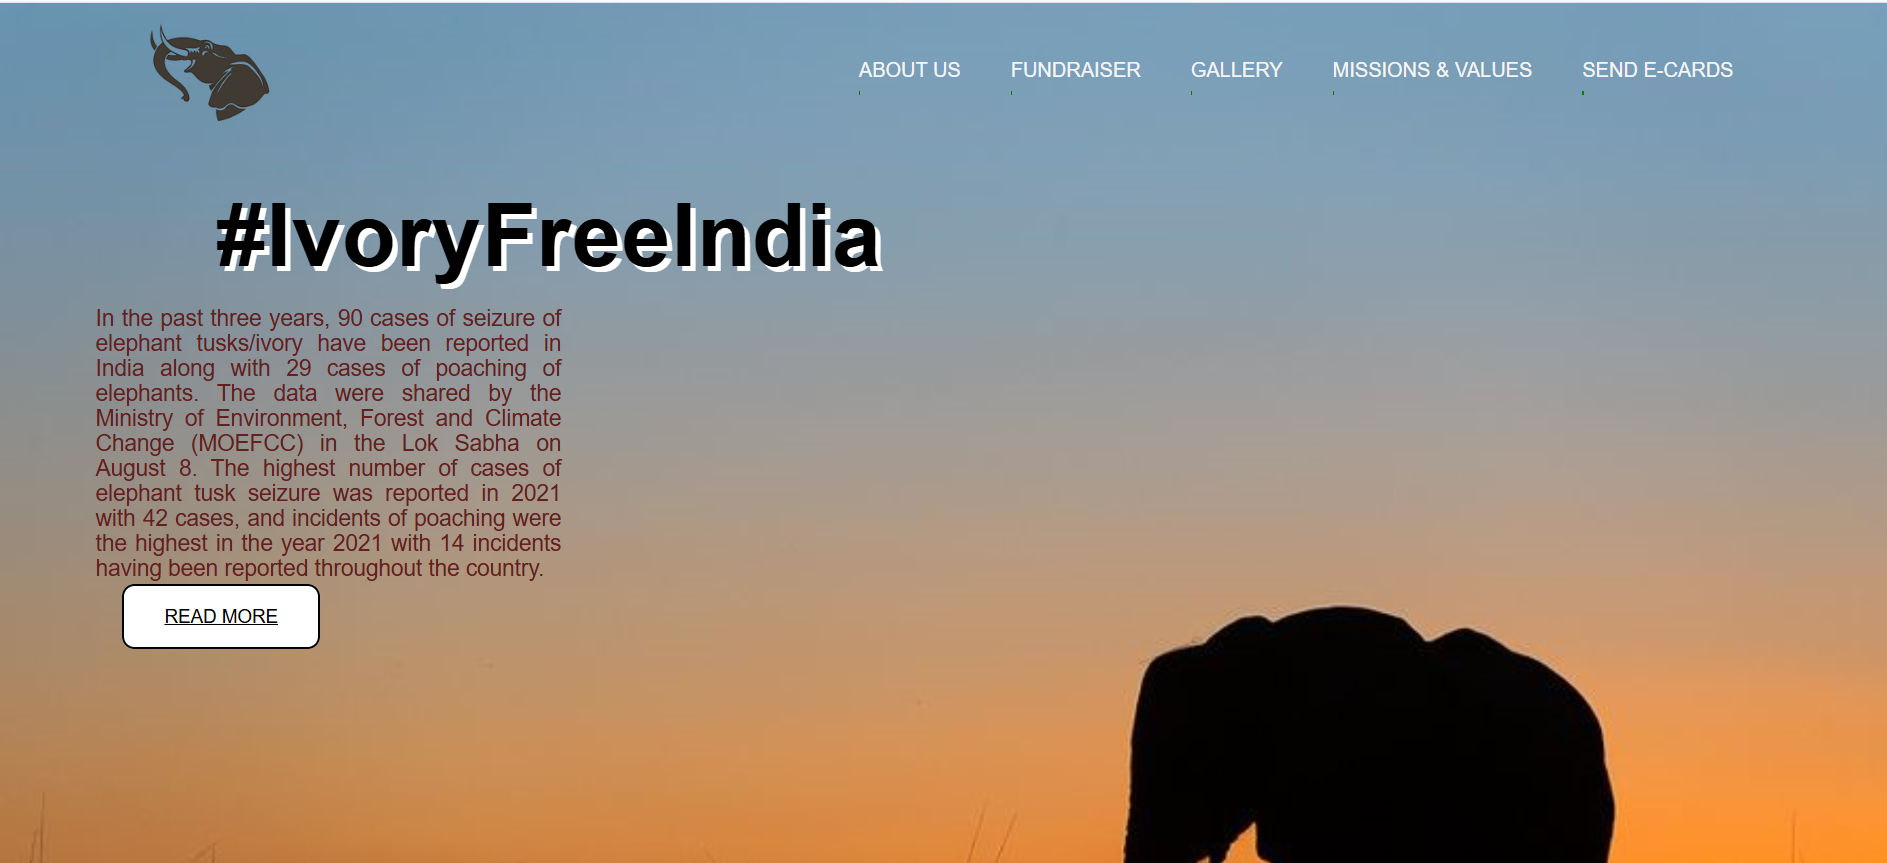 ABOUT US
FUNDRAISER
GALLERY
MISSIONS & VALUES
SEND E-CARDS
#IvoryFreeIndia
In the past three years, 90 cases of seizure of
elephant tusks/ivory have been reported in
India along with 29 cases of poaching of
elephants. The data were shared by the
Ministry of Environment, Forest and Climate
Change (MOEFCC) in the Lok Sabha on
August 8. The highest number of cases of
elephant tusk seizure was reported in 2021
with 42 cases, and incidents of poaching were
the highest in the year 2021 with 14 incidents
having been reported throughout the country.
READ MORE